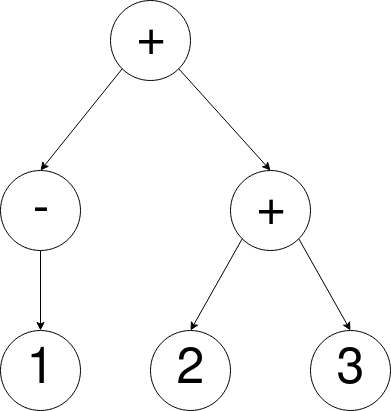 +
- +
1 2 3